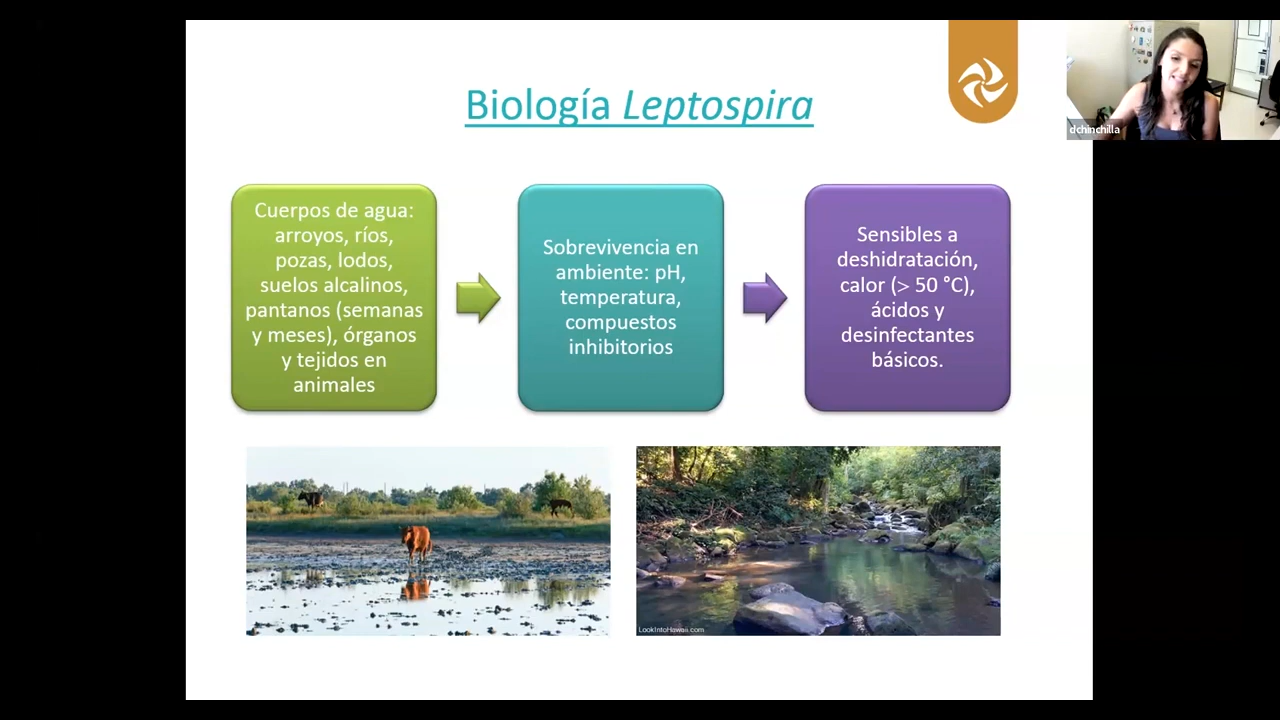 Biología Leptospira
dchinchilla
Cuerpos de agua:
arroyos, ríos,
pozas, lodos,
suelos alcalinos,
pantanos (semanas
y meses), órganos
y tejidos en
animales
Sobrevivencia en
ambiente: pH,
temperatura,
compuestos
inhibitorios
Sensibles a
deshidratación,
calor (> 50 °C),
ácidos y
desinfectantes
básicos.
LookIntoHawaii.com